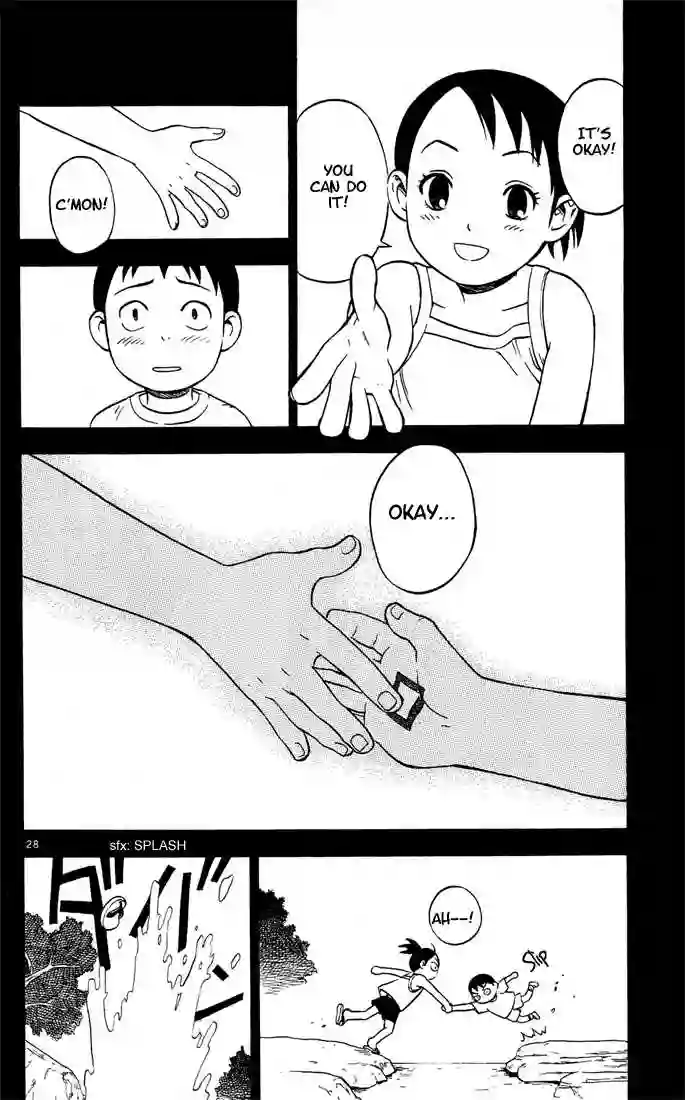 IT'S
OKAY!
YOU
CAN DO
IT!
C'MON!
OKAY...
28
sfx: SPLASH
AH--!
SLIP